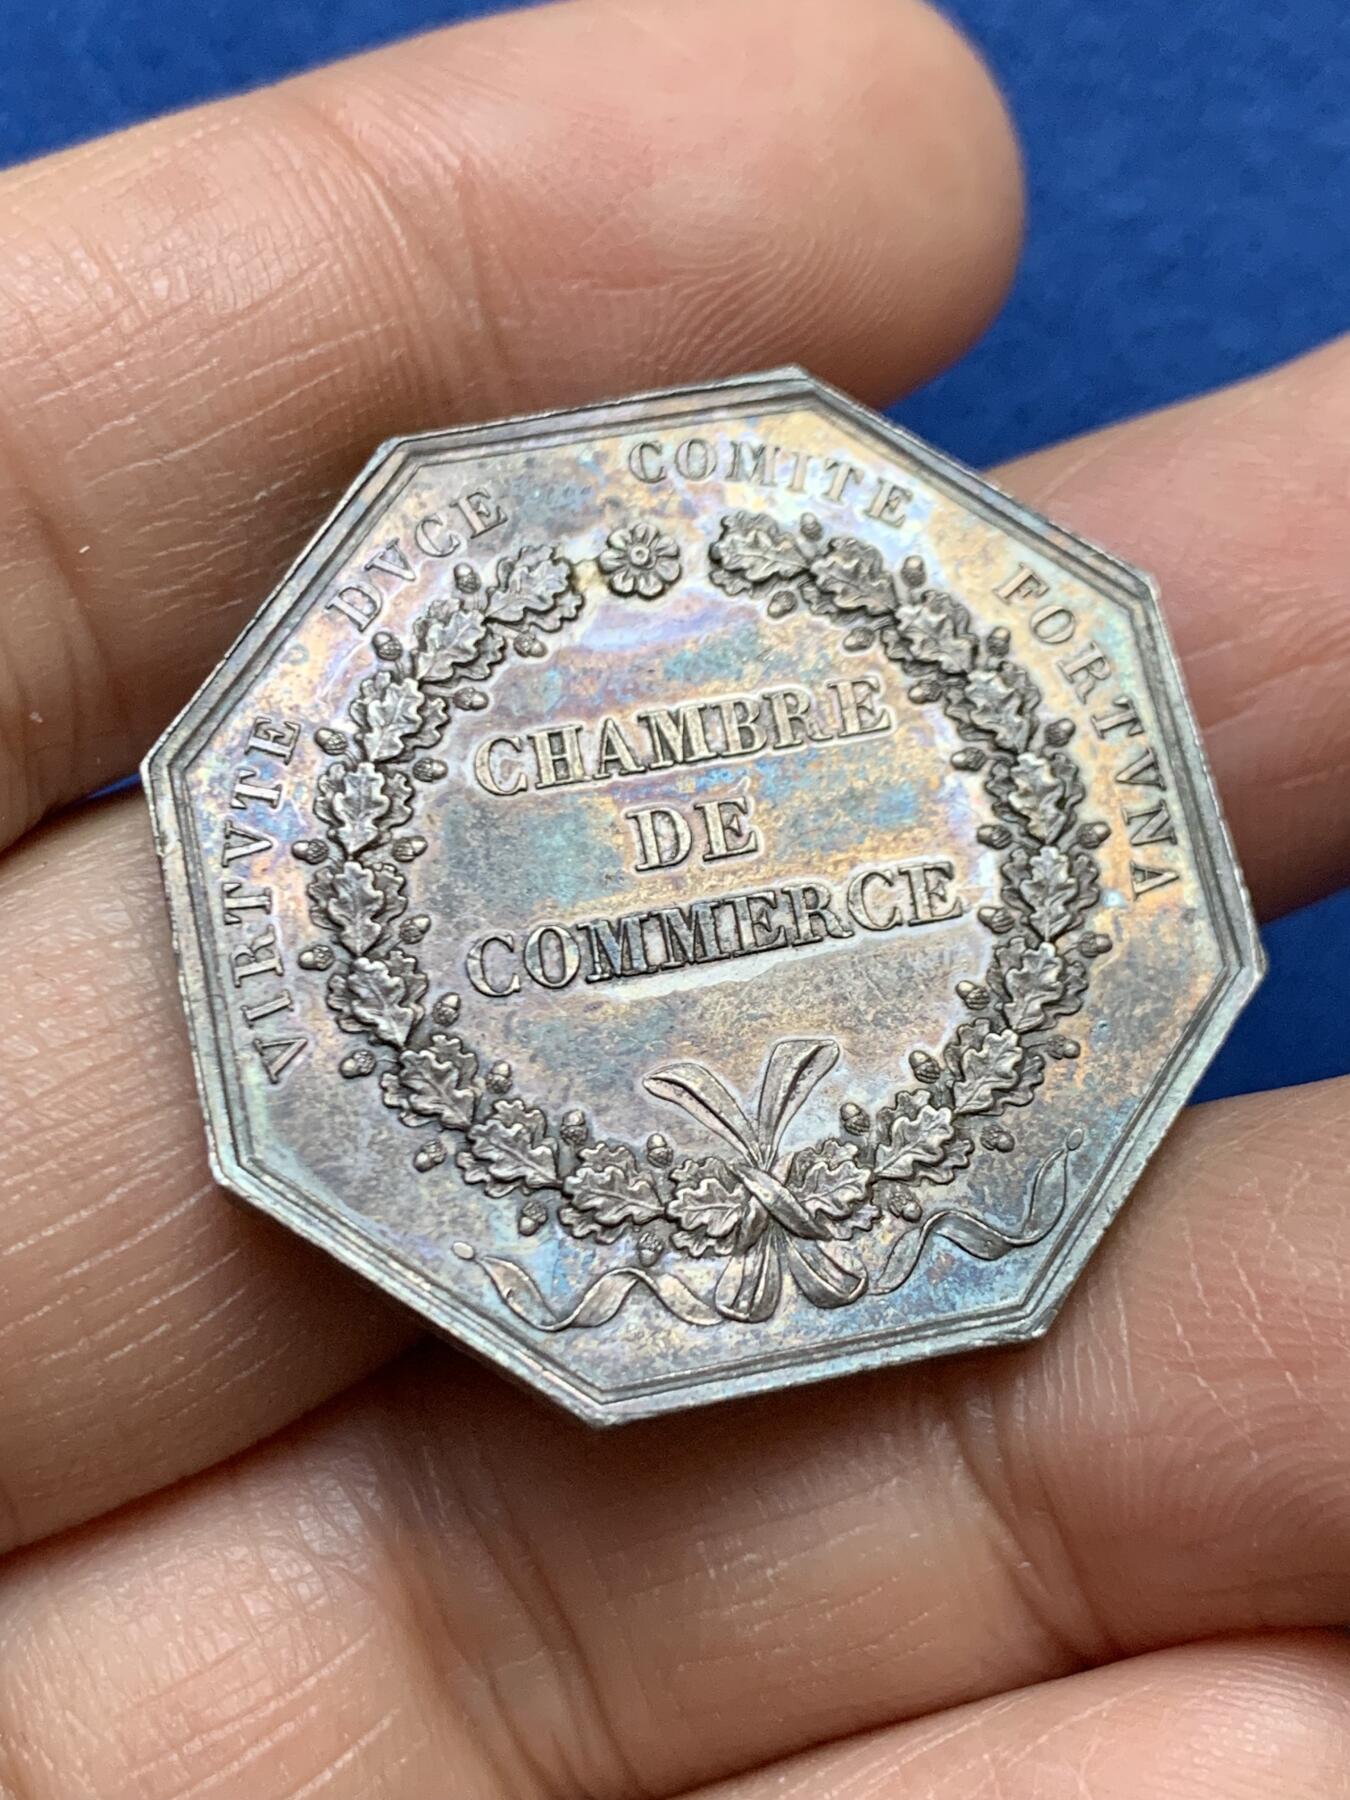 VIRTVTE DVCE COMITE FORTVNA
CHAMBRE
DE
COMMERCE